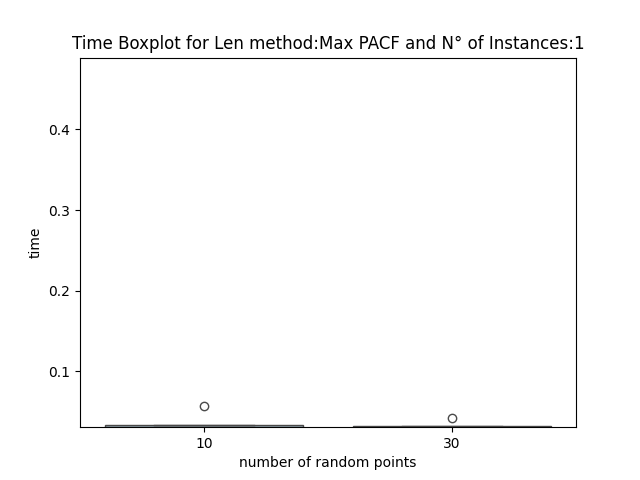 Time Boxplot for Len method:Max PACF and N° of Instances:1
0.4
0.3
0.2
0.1
time
10
30
number of random points